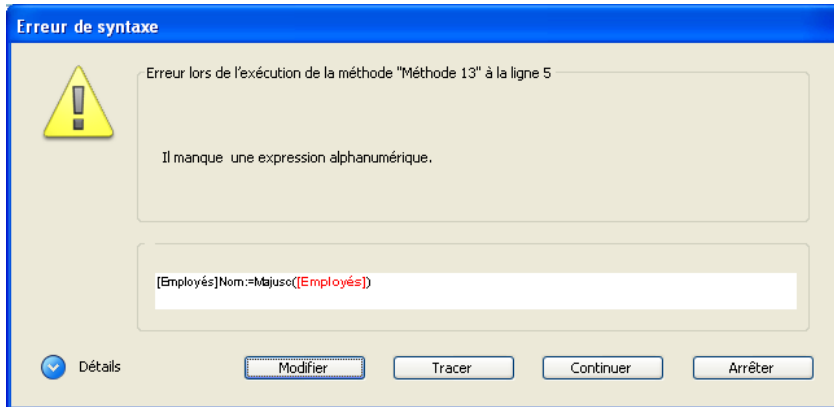 Erreur de syntaxe
Erreur lors de l'exécution de la méthode "Méthode 13" à la ligne 5
Il manque une expression alphanumérique.
[Employés]Nom:=Majusc([Employés])
Détails
Modifier
Tracer
Continuer
Arrêter